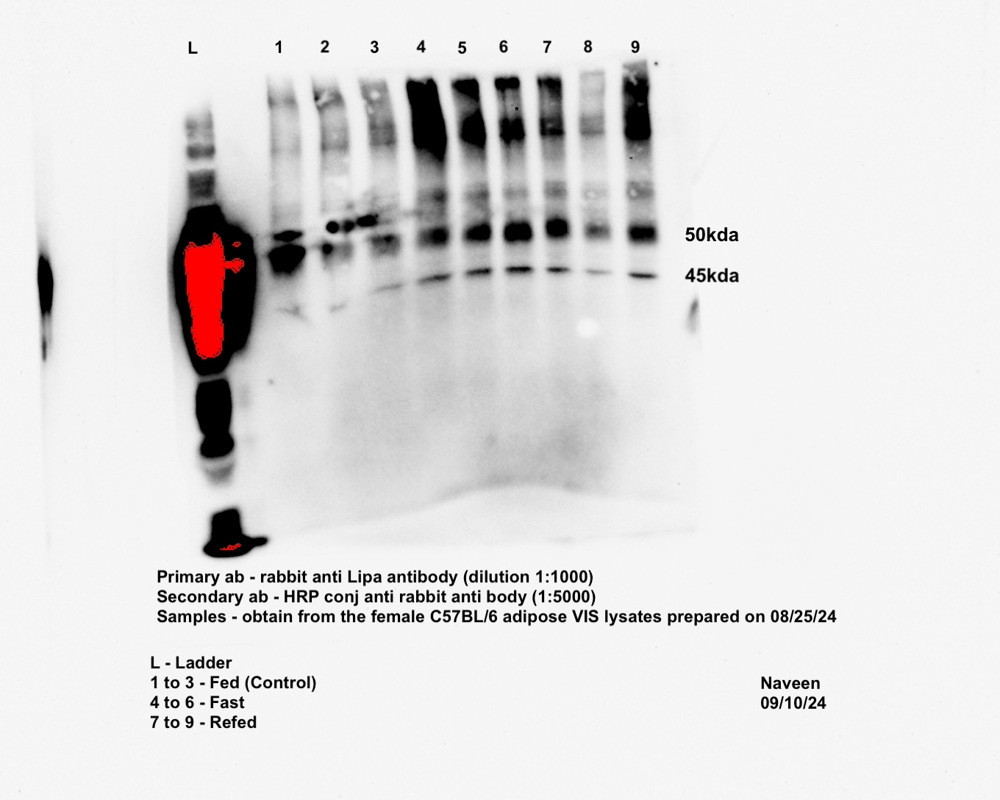 L 1 2 3 4 5 6 7 8 9
50kda
45kda
Primary ab - rabbit anti Lipa antibody (dilution 1:1000)
Secondary ab - HRP conj anti rabbit anti body (1:5000)
Samples - obtain from the female C57BL/6 adipose VIS lysates prepared on 08/25/24
L - Ladder
1 to 3 - Fed (Control)
4 to 6 - Fast
7 to 9 - Refed
Naveen
09/10/24